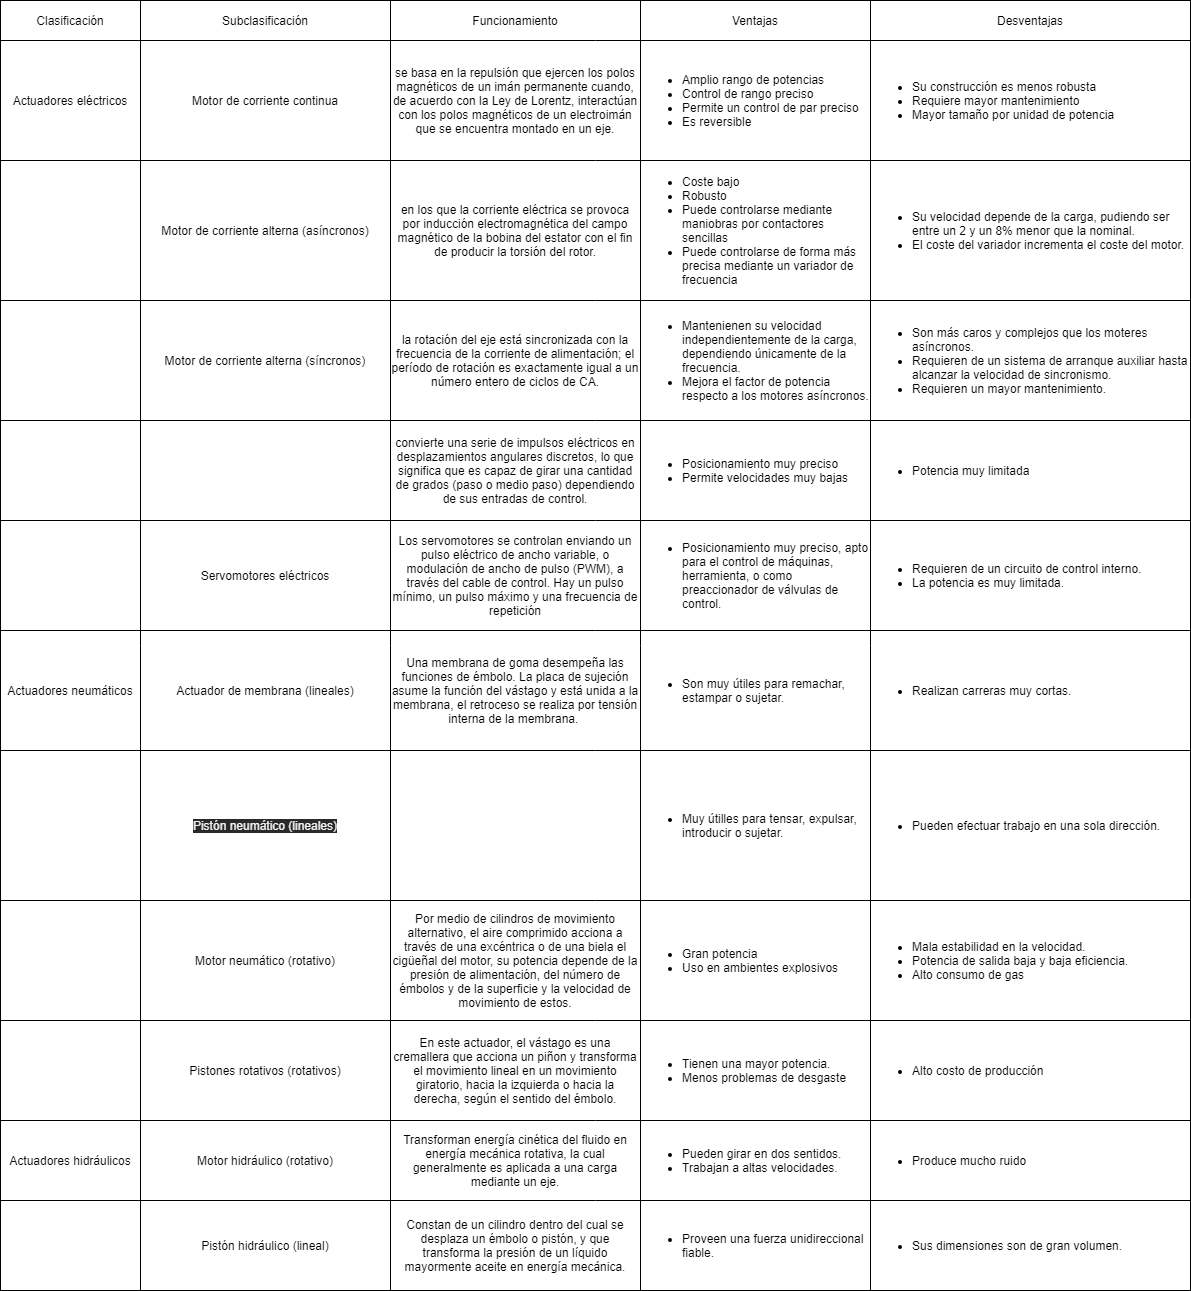 Clasificación
Subclasificación
Funcionamiento
Ventajas
Desventajas
Actuadores eléctricos
Motor de corriente continua
se basa en la repulsión que ejercen los polos
magnéticos de un imán permanente cuando,
de acuerdo con la Ley de Lorentz, interactúan
con los polos magnéticos de un electroimán
que se encuentra montado en un eje.
• Amplio rango de potencias
• Control de rango preciso
• Permite un control de par preciso
• Es reversible
• Su construcción es menos robusta
• Requiere mayor mantenimiento
• Mayor tamaño por unidad de potencia
Motor de corriente alterna (asíncronos)
en los que la corriente eléctrica se provoca
por inducción electromagnética del campo
magnético de la bobina del estator con el fin
de producir la torsión del rotor.
• Coste bajo
• Robusto
• Puede controlarse mediante
maniobras por contactores
sencillas
• Puede controlarse de forma más
precisa mediante un variador de
frecuencia
• Su velocidad depende de la carga, pudiendo ser
entre un 2 y un 8% menor que la nominal.
• El coste del variador incrementa el coste del motor.
Motor de corriente alterna (síncronos)
la rotación del eje está sincronizada con la
frecuencia de la corriente de alimentación; el
período de rotación es exactamente igual a un
número entero de ciclos de CA.
• Mantenienen su velocidad
independientemente de la carga,
dependiendo únicamente de la
frecuencia.
• Mejora el factor de potencia
respecto a los motores asíncronos.
• Son más caros y complejos que los moteres
asíncronos.
• Requieren de un sistema de arranque auxiliar hasta
alcanzar la velocidad de sincronismo.
• Requieren un mayor mantenimiento.
convierte una serie de impulsos eléctricos en
desplazamientos angulares discretos, lo que
significa que es capaz de girar una cantidad
de grados (paso o medio paso) dependiendo
de sus entradas de control.
• Posicionamiento muy preciso
• Permite velocidades muy bajas
• Potencia muy limitada
Servomotores eléctricos
Los servomotores se controlan enviando un
pulso eléctrico de ancho variable, o
modulación de ancho de pulso (PWM), a
través del cable de control. Hay un pulso
mínimo, un pulso máximo y una frecuencia de
repetición
• Posicionamiento muy preciso, apto
para el control de máquinas,
herramienta, o como
preaccionador de válvulas de
control.
• Requieren de un circuito de control interno.
• La potencia es muy limitada.
Actuadores neumáticos
Actuador de membrana (lineales)
Una membrana de goma desempeña las
funciones de émbolo. La placa de sujeción
asume la función del vástago y está unida a la
membrana, el retroceso se realiza por tensión
interna de la membrana.
• Son muy útiles para remachar,
estampar o sujetar.
• Realizan carreras muy cortas.
Pistón neumático (lineales)
• Muy útilles para tensar, expulsar,
introducir o sujetar.
• Pueden efectuar trabajo en una sola dirección.
Motor neumático (rotativo)
Por medio de cilindros de movimiento
alternativo, el aire comprimido acciona a
través de una excéntrica o de una biela el
cigüeñal del motor, su potencia depende de la
presión de alimentación, del número de
émbolos y de la superficie y la velocidad de
movimiento de estos.
• Gran potencia
• Uso en ambientes explosivos
• Mala estabilidad en la velocidad.
• Potencia de salida baja y baja eficiencia.
• Alto consumo de gas
Pistones rotativos (rotativos)
En este actuador, el vástago es una
cremallera que acciona un piñon y transforma
el movimiento lineal en un movimiento
giratorio, hacia la izquierda o hacia la
derecha, según el sentido del émbolo.
• Tienen una mayor potencia.
• Menos problemas de desgaste
• Alto costo de producción
Actuadores hidráulicos
Motor hidráulico (rotativo)
Transforman energía cinética del fluido en
energía mecánica rotativa, la cual
generalmente es aplicada a una carga
mediante un eje.
• Pueden girar en dos sentidos.
• Trabajan a altas velocidades.
• Produce mucho ruido
Pistón hidráulico (lineal)
Constan de un cilindro dentro del cual se
desplaza un émbolo o pistón, y que
transforma la presión de un líquido
mayormente aceite en energía mecánica.
• Proveen una fuerza unidireccional
fiable.
• Sus dimensiones son de gran volumen.